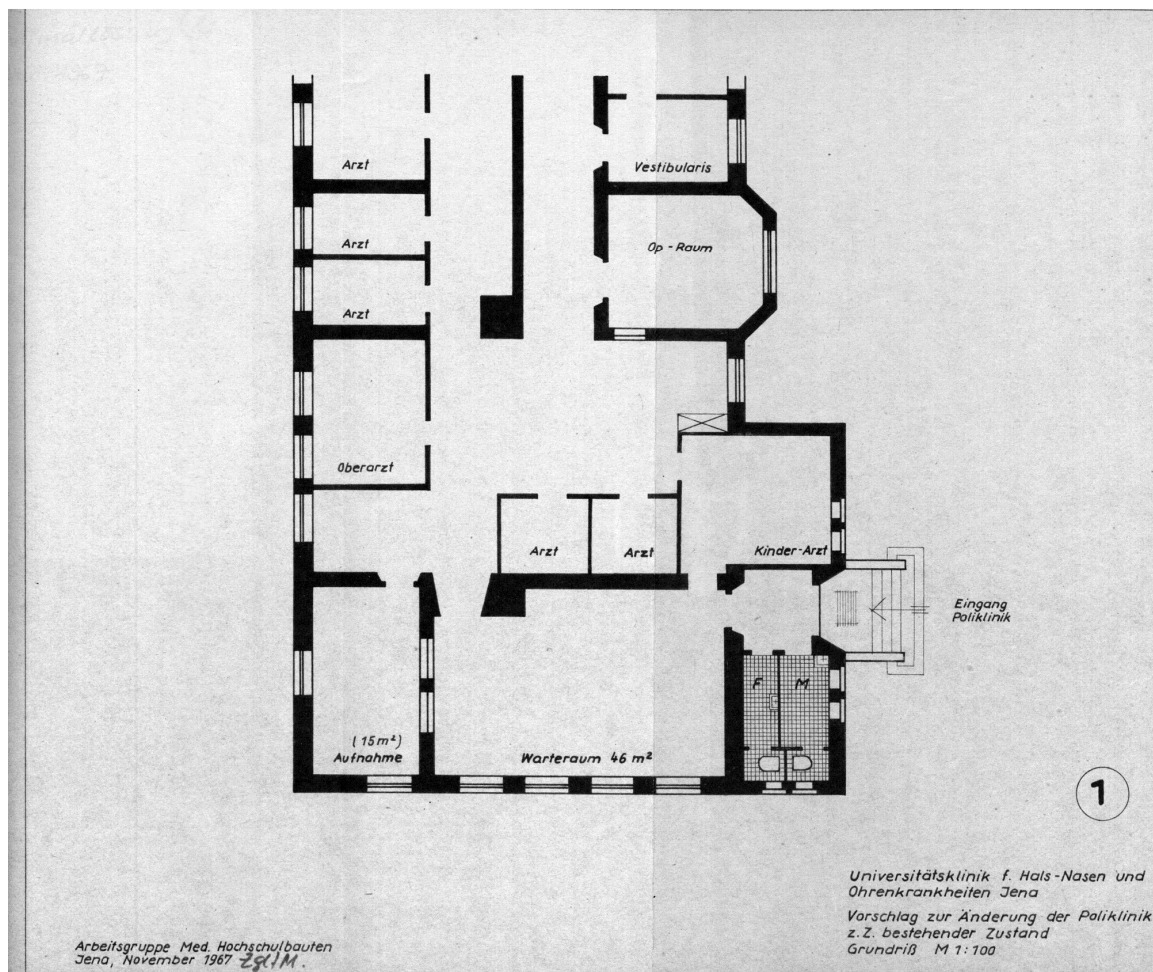 Arzt
Vestibularis
Arzt
Op-Raum
Arzt
Oberarzt
Arzt
Arzt
Kinder-Arzt
Eingang
Poliklinik
F
M
(15m²)
Aufnahme
Warteraum 46 m²
1
Universitätsklinik f. Hals-Nasen und
Ohrenkrankheiten Jena
Vorschlag zur Änderung der Poliklinik
z. Z. bestehender Zustand
Grundriß M 1:100
Arbeitsgruppe Med. Hochschulbauten
Jena, November 1967